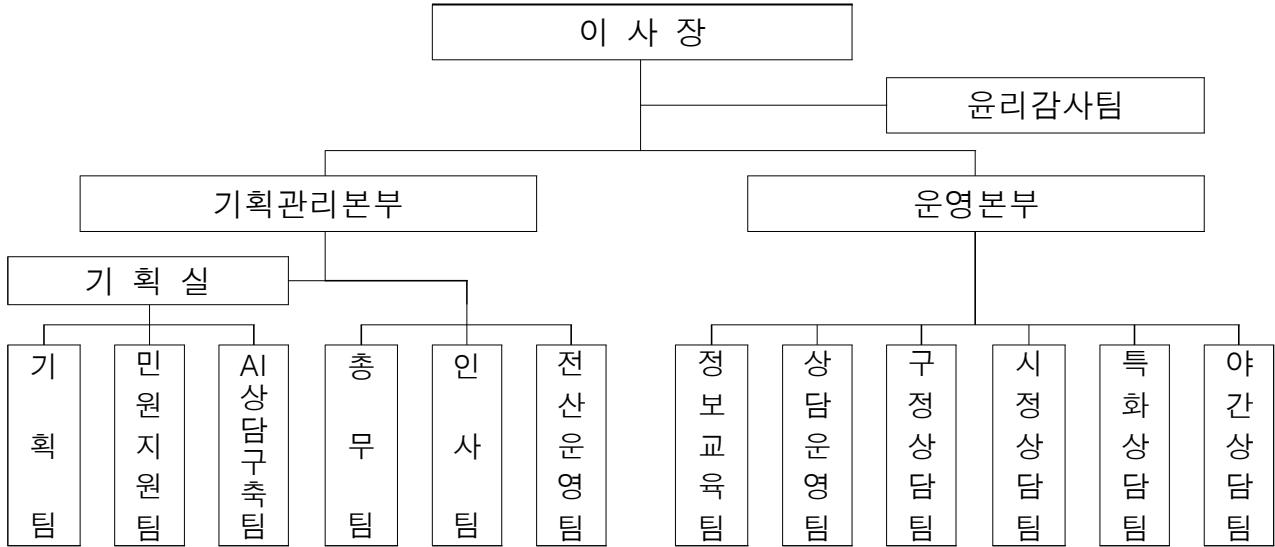 이 사 장
윤리감사팀
기획관리본부
운영본부
기 획 실
기획팀
민원지원팀
AI상담구축팀
총무팀
인사팀
전산운영팀
정보교육팀
상담운영팀
구정상담팀
시정상담팀
특화상담팀
야간상담팀